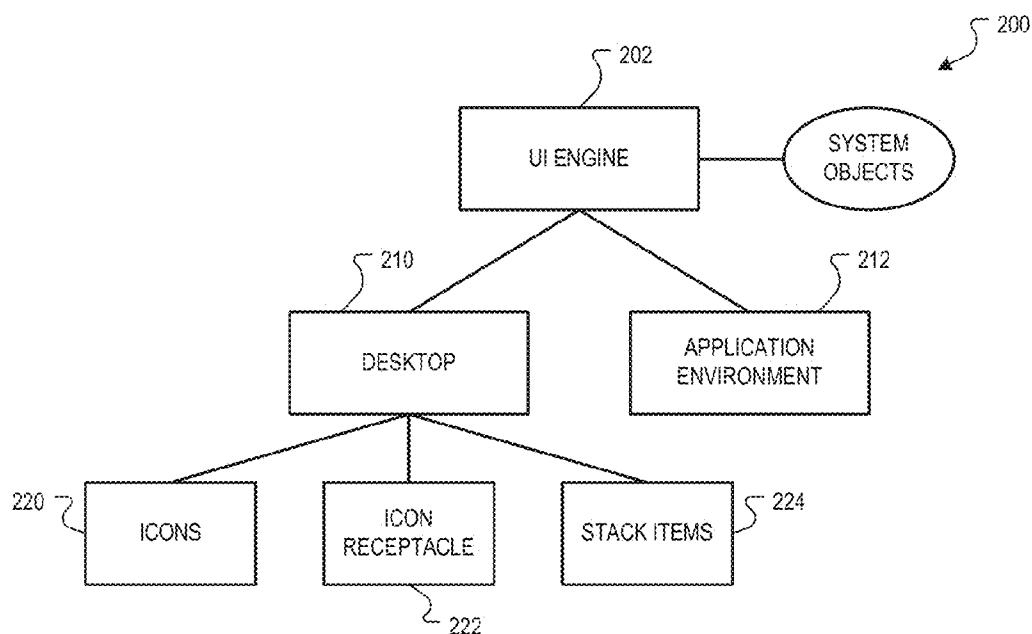 200
202
UI ENGINE
SYSTEM
OBJECTS
210
212
DESKTOP
APPLICATION
ENVIRONMENT
220
ICONS
ICON
RECEPTACLE
STACK ITEMS
224
222